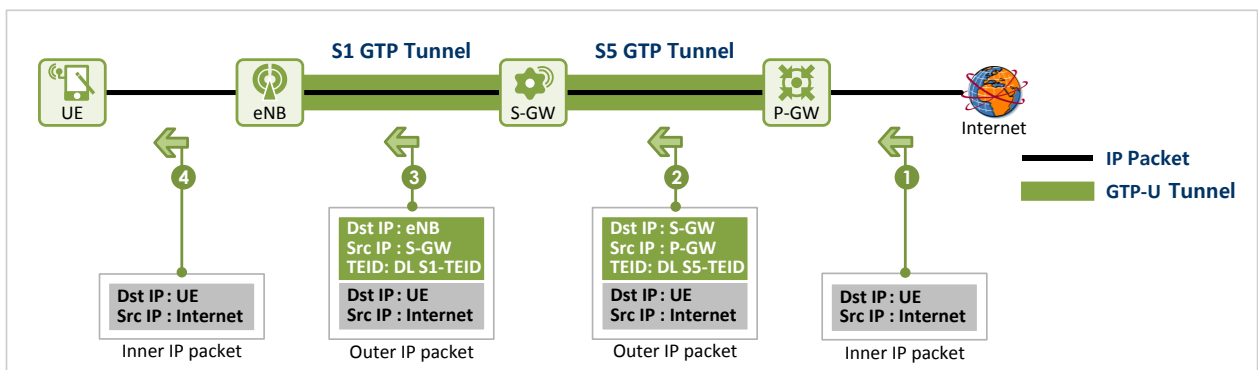 S1 GTP Tunnel
S5 GTP Tunnel
UE
eNB
S-GW
P-GW
Internet
4
3
2
1
IP Packet
GTP-U Tunnel
Dst IP : UE
Src IP : Internet
Inner IP packet
Dst IP : eNB
Src IP : S-GW
TEID: DL S1-TEID
Dst IP : UE
Src IP : Internet
Outer IP packet
Dst IP : S-GW
Src IP : P-GW
TEID: DL S5-TEID
Dst IP : UE
Src IP : Internet
Outer IP packet
Dst IP : UE
Src IP : Internet
Inner IP packet